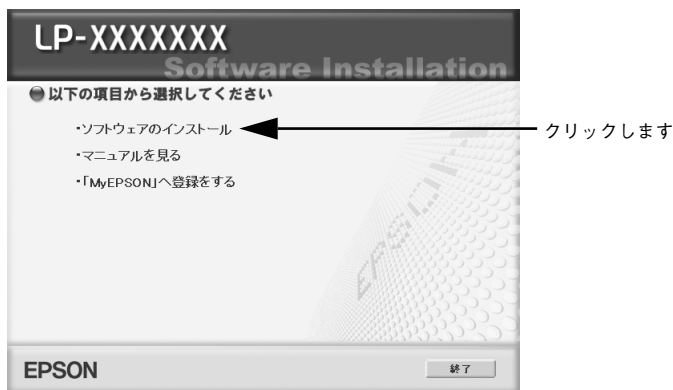 LP-XXXXXXX
Software Installation
以下の項目から選択してください
・ソフトウェアのインストール
クリックします
・マニュアルを見る
・「MyEPSON」へ登録をする
EPSON
EPSON
終了